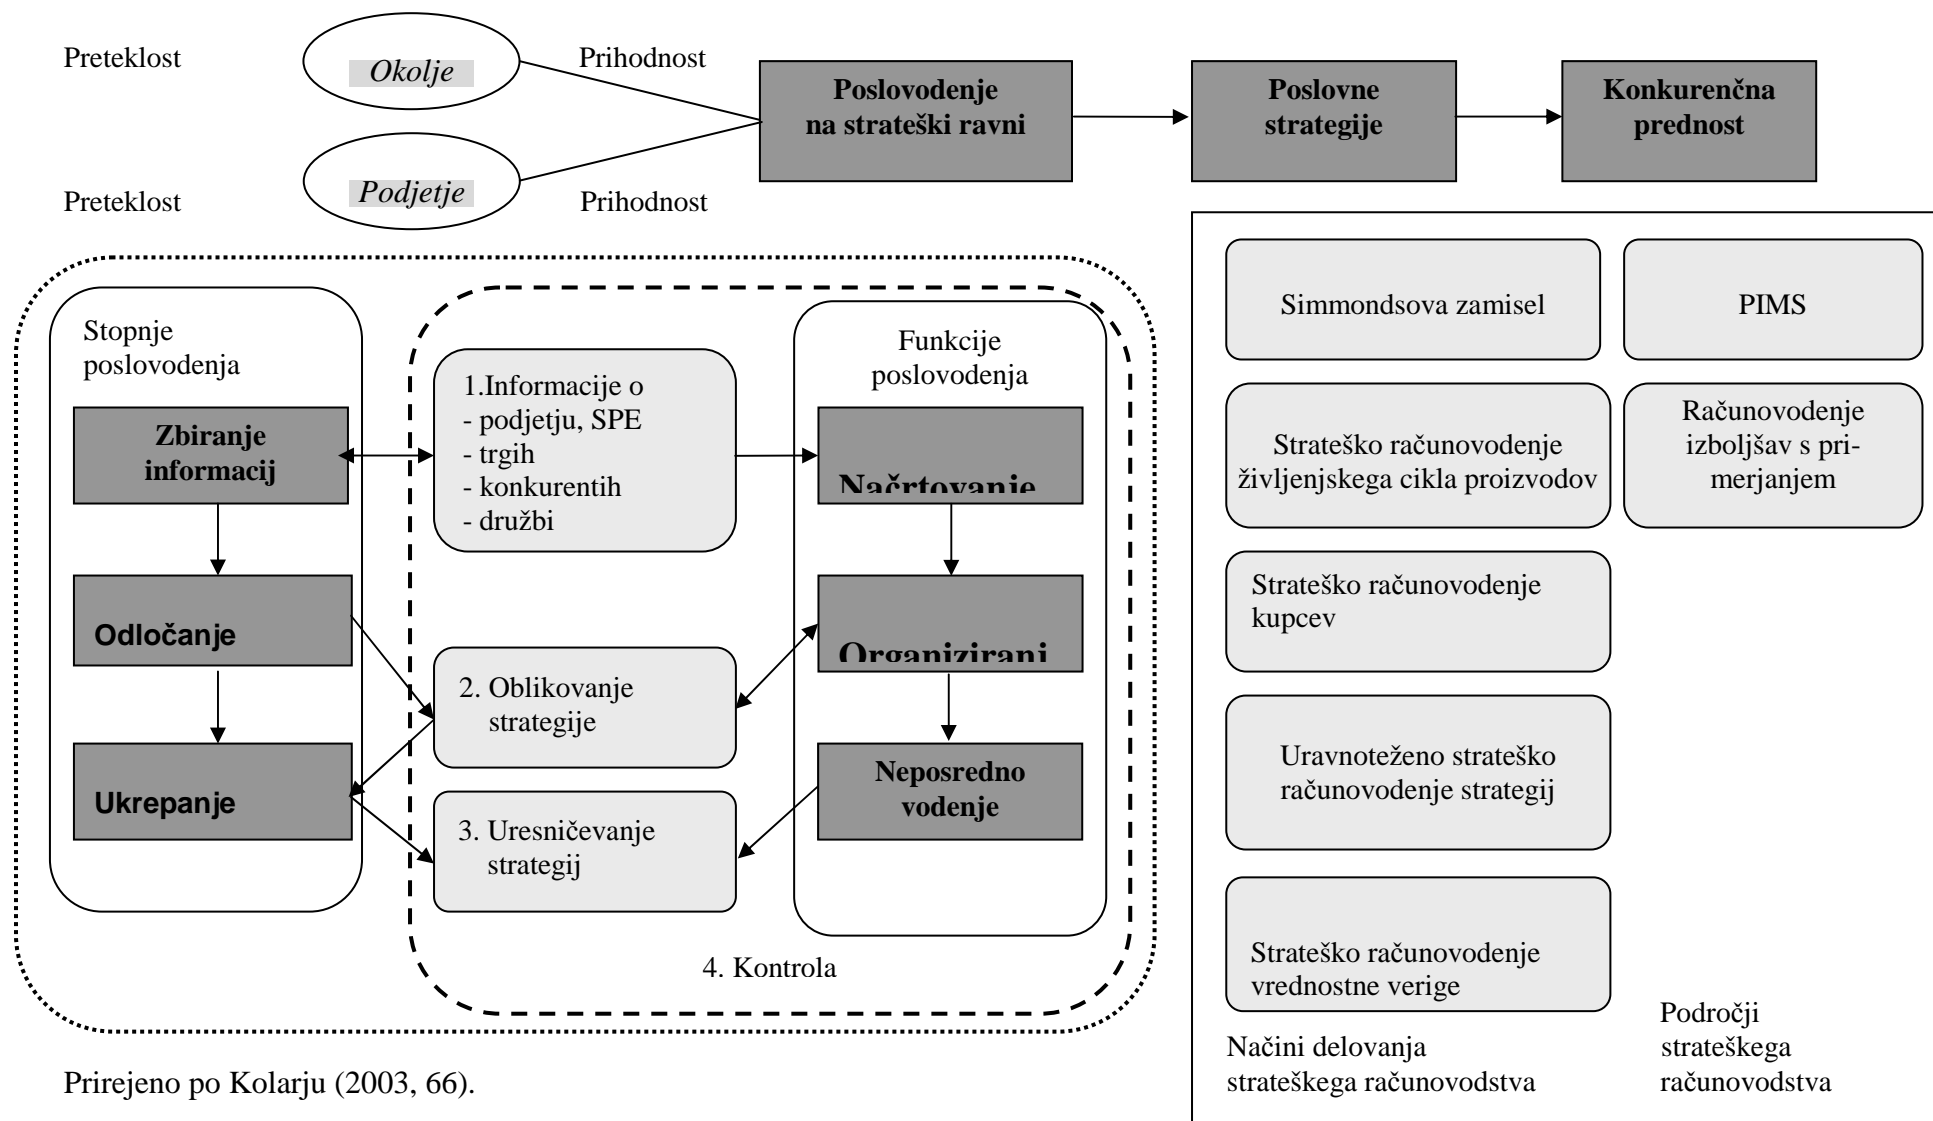 Preteklost
Okolje
Prihodnost
Poslovodenje
na strateški ravni
Poslovne
strategije
Konkurenčna
prednost
Preteklost
Podjetje
Prihodnost
Stopnje
poslovodenja
Zbiranje
informacij
Odločanje
Ukrepanje
1.Informacije o
- podjetju, SPE
- trgih
- konkurentih
- družbi
2. Oblikovanje
strategije
3. Uresničevanje
strategij
4. Kontrola
Funkcije
poslovodenja
Načrtovanje
Organizirani
Neposredno
vodenje
Simmondsova zamisel
Strateško računovodenje
življenjskega cikla proizvodov
Strateško računovodenje
kupcev
Uravnoteženo strateško
računovodenje strategij
Strateško računovodenje
vrednostne verige
Načini delovanja
strateškega računovodstva
PIMS
Računovodenje
izboljšav s pri-
merjanjem
Področji
strateškega
računovodstva
Prirejeno po Kolarju (2003, 66).